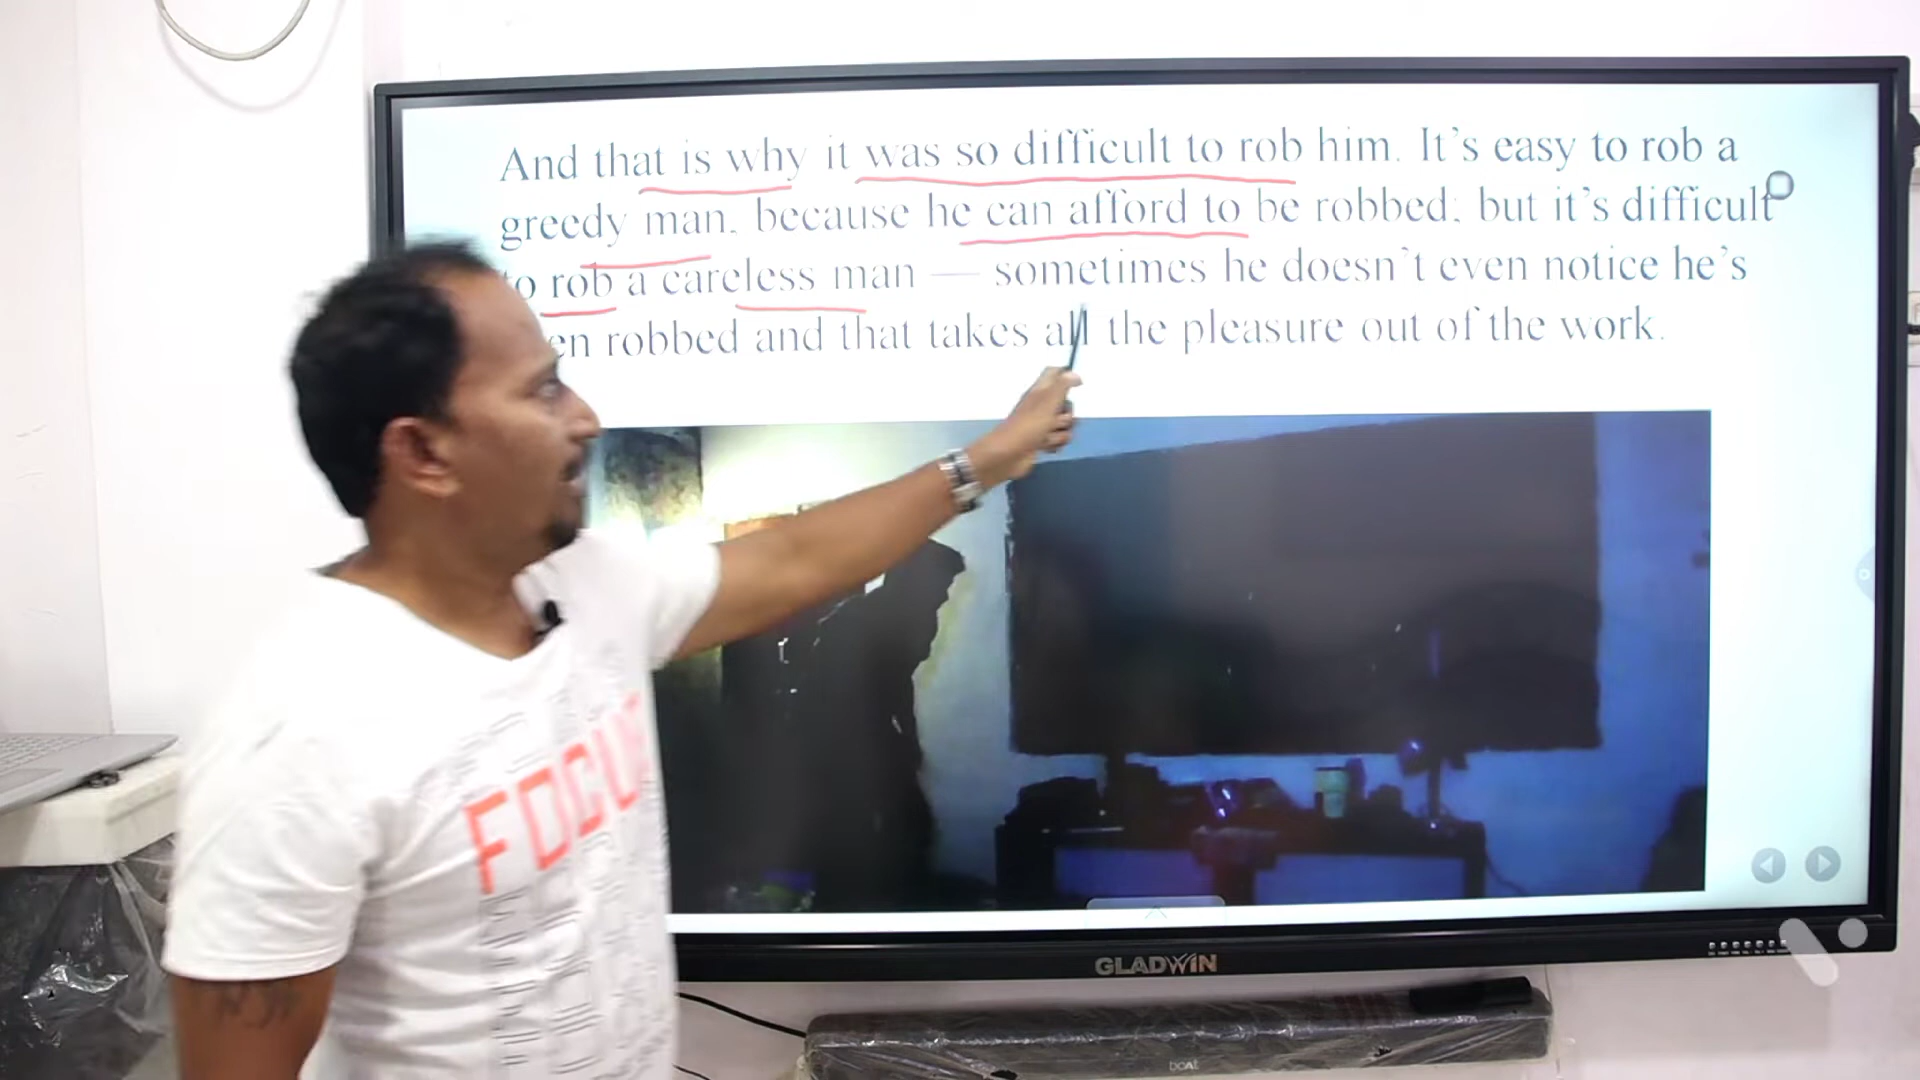 And that is why it was so difficult to rob him. It's easy to rob a
greedy man, because he can afford to be robbed; but it's difficult
rob a careless man — sometimes he doesn't even notice he's
robbed and that takes all the pleasure out of the work.
FOCUS
GLADWIN
boat